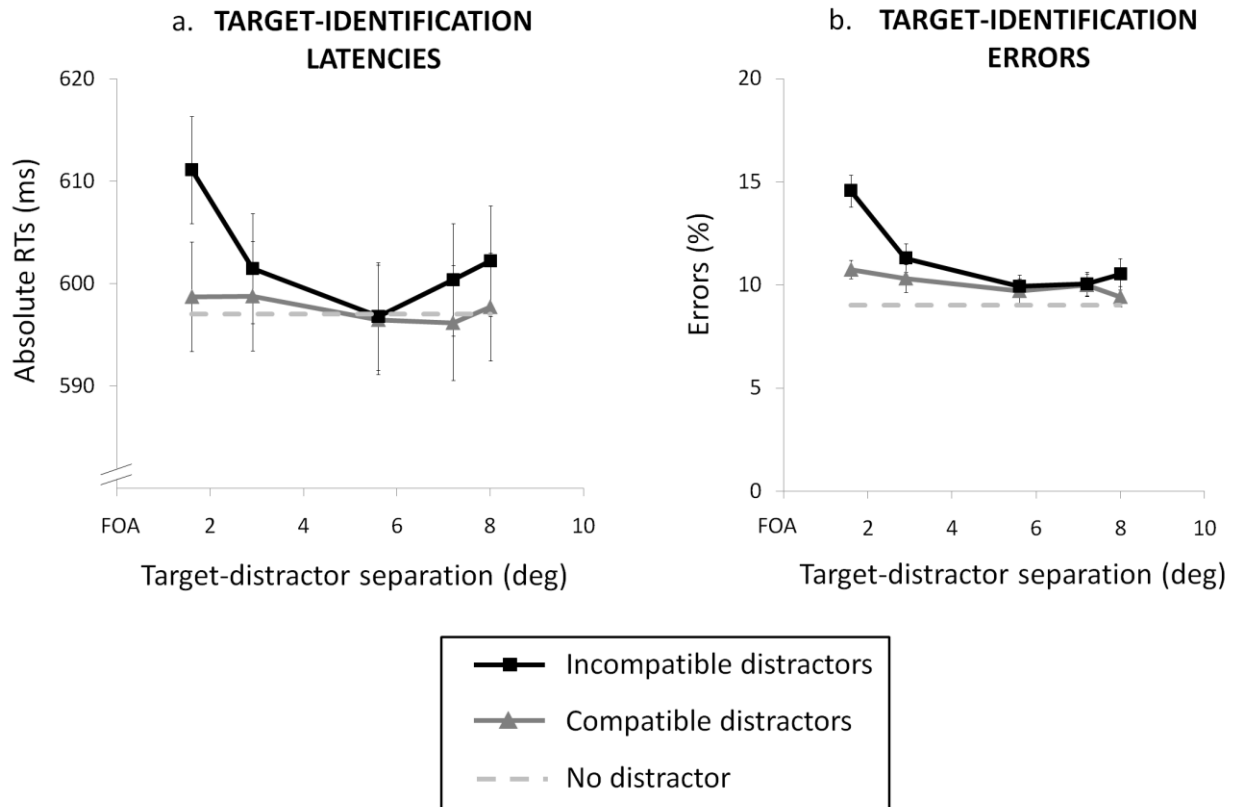 a. TARGET-IDENTIFICATION
LATENCIES
620
610
600
590
Absolute RTs (ms)
FOA 2 4 6 8 10
Target-distractor separation (deg)
b. TARGET-IDENTIFICATION
ERRORS
20
15
10
5
0
Errors (%)
FOA 2 4 6 8 10
Target-distractor separation (deg)
Incompatible distractors
Compatible distractors
No distractor